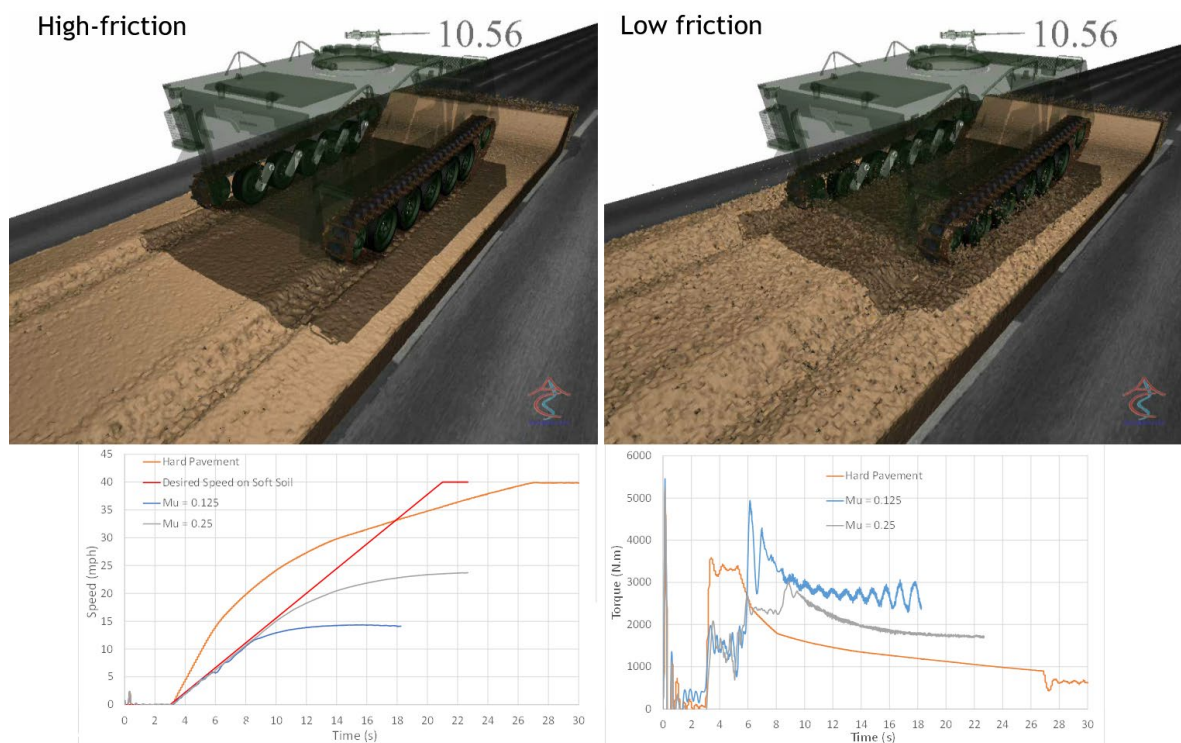 High-friction
10.56
Low friction
10.56
45
40
35
30
25
20
15
10
5
0
Speed (mph)
Hard Pavement
Desired Speed on Soft Soil
Mu = 0.125
Mu = 0.25
0 2 4 6 8 10 12 14 16 18 20 22 24 26 28 30
Time (s)
6000
5000
4000
3000
2000
1000
0
Torque (N.m)
Hard Pavement
Mu = 0.125
Mu = 0.25
0 2 4 6 8 10 12 14 16 18 20 22 24 26 28 30
Time (s)